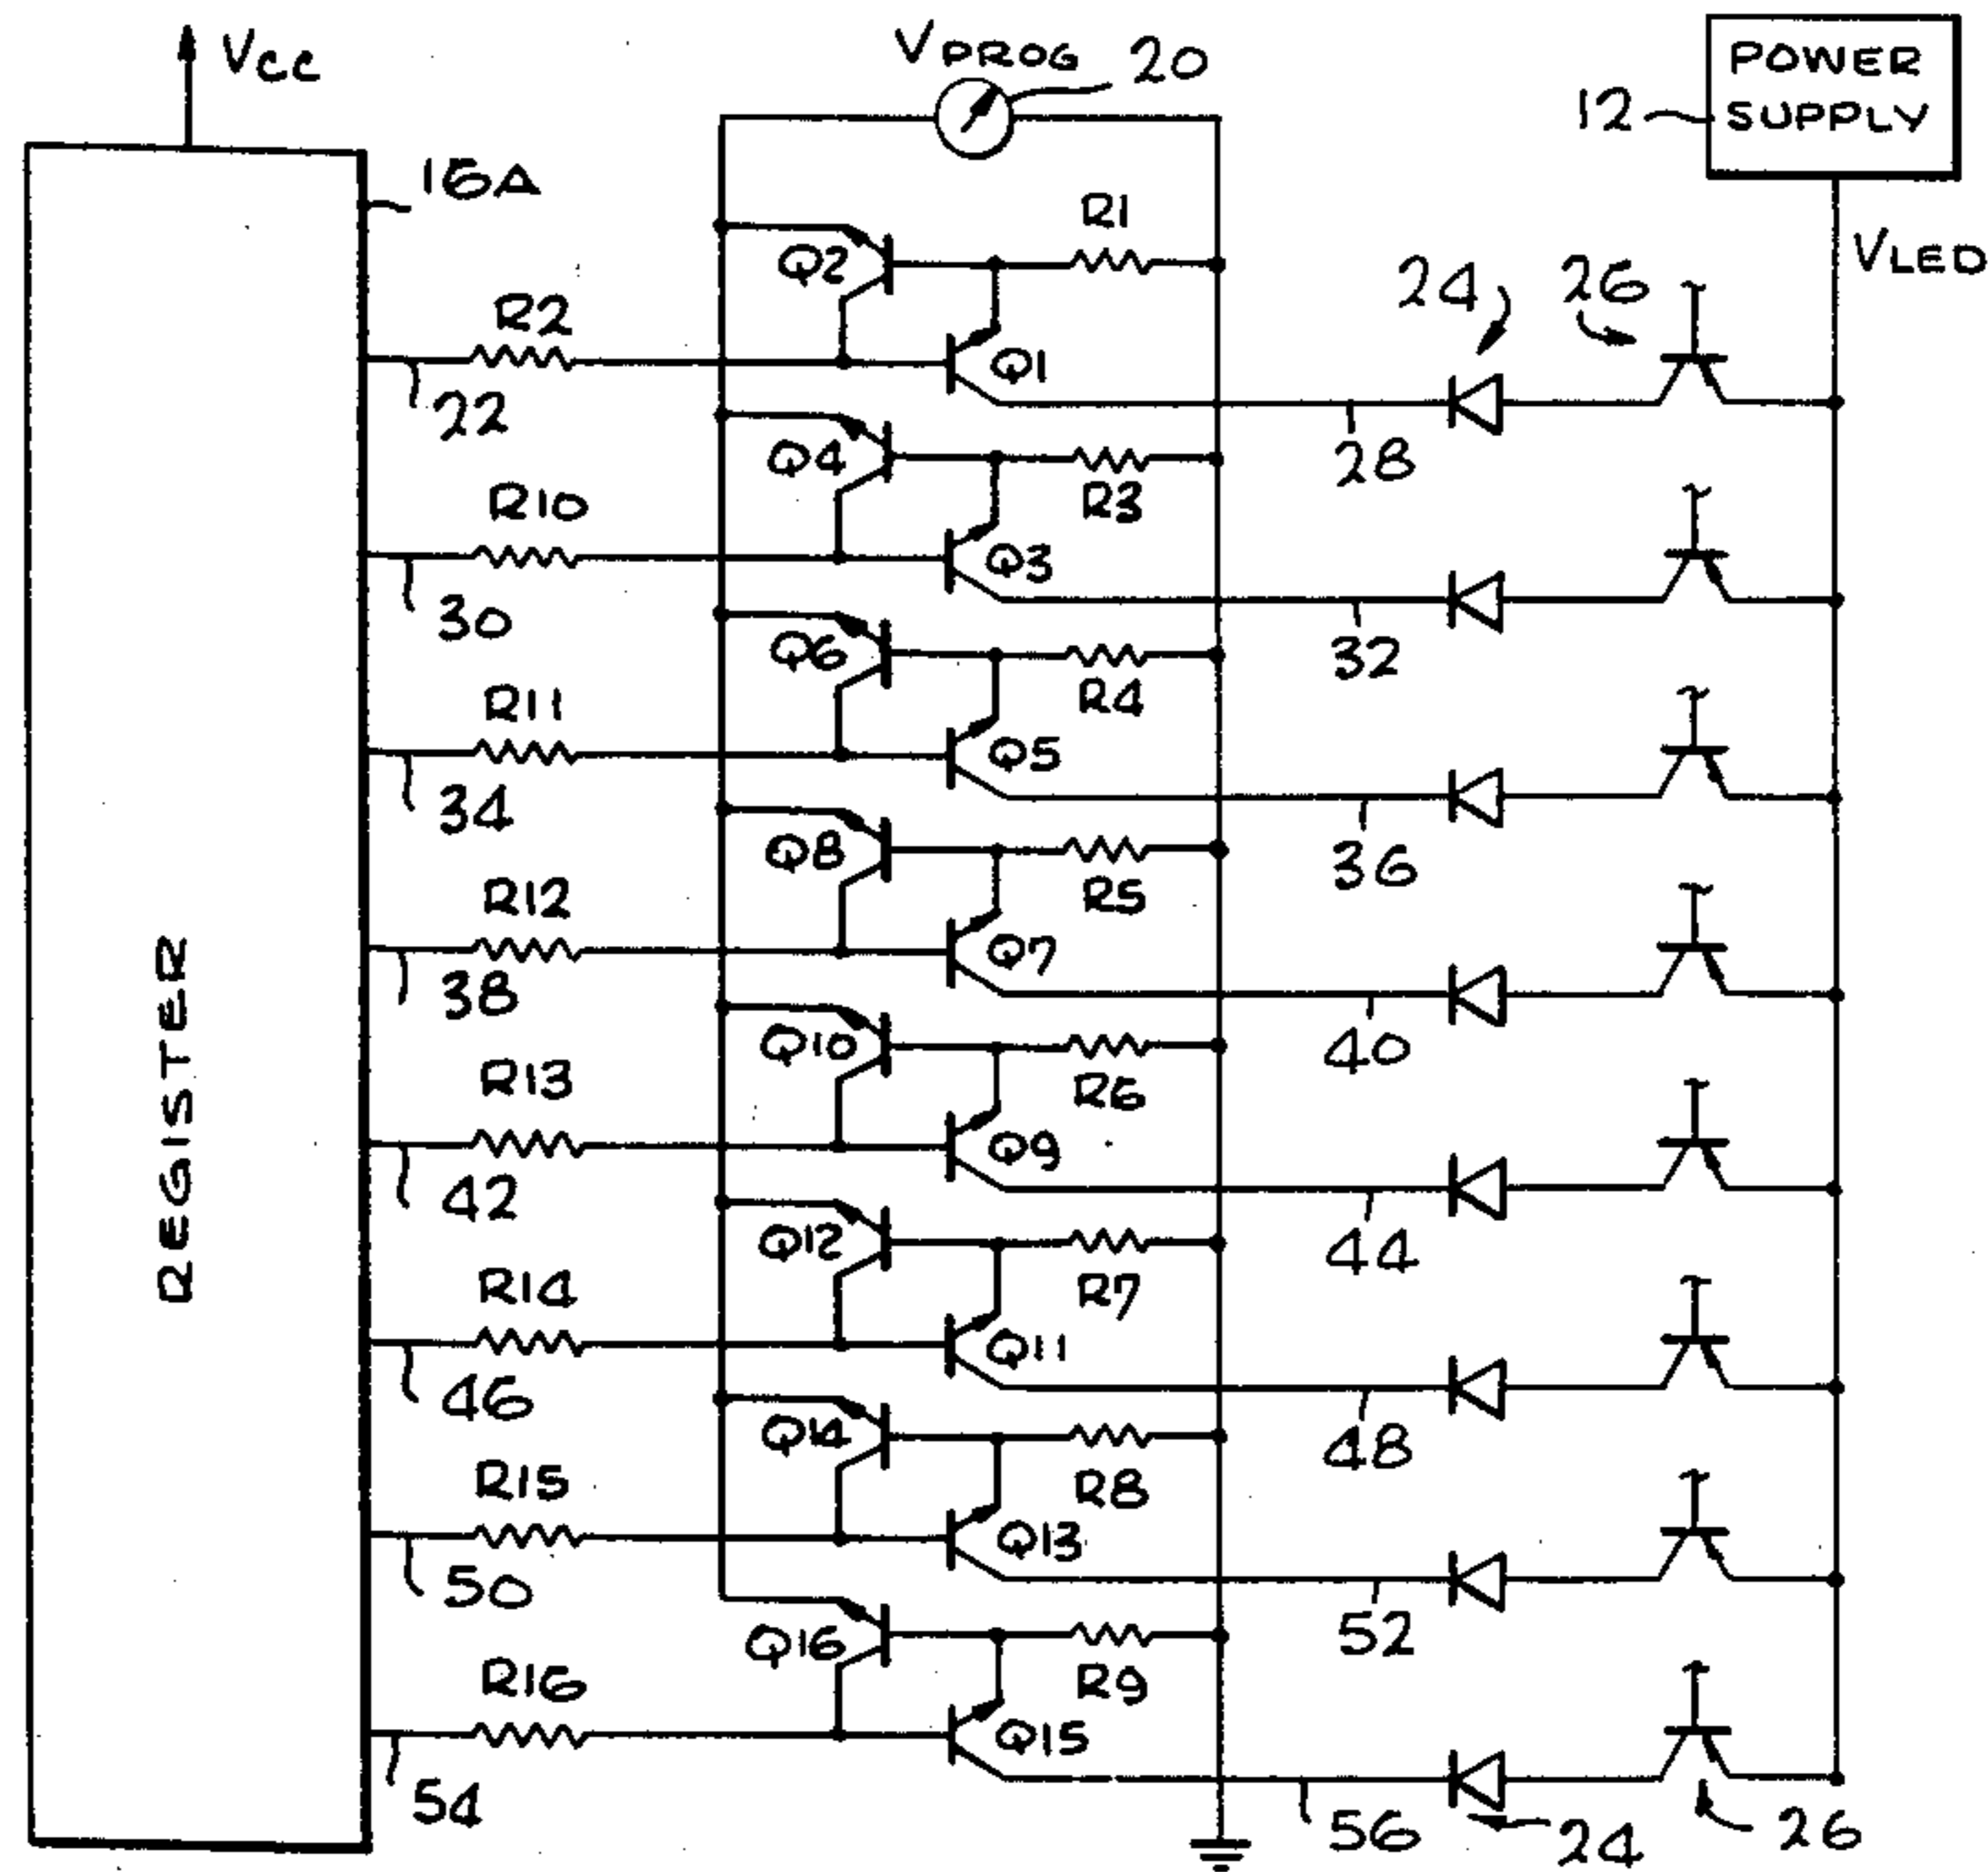 Vcc
VPROG
20
POWER
SUPPLY
12
16A
VLED
R1
Q2
24
26
R2
Q1
22
28
Q4
R3
R10
Q3
30
32
Q6
R4
R11
Q5
34
36
Q8
R5
R12
Q7
38
40
REGISTER
Q10
R6
R13
Q9
42
44
Q12
R7
R14
Q11
46
48
Q14
R8
R15
Q13
50
52
Q16
R9
R16
Q15
54
56
24
26